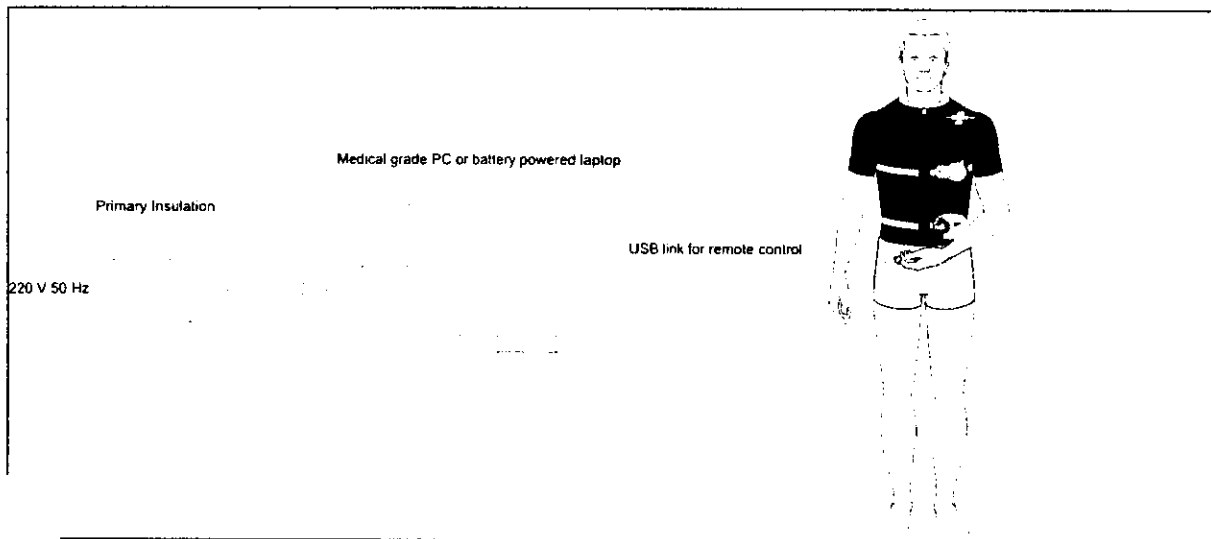 Medical grade PC or battery powered laptop
Primary Insulation
USB link for remote control
220 V 50 Hz